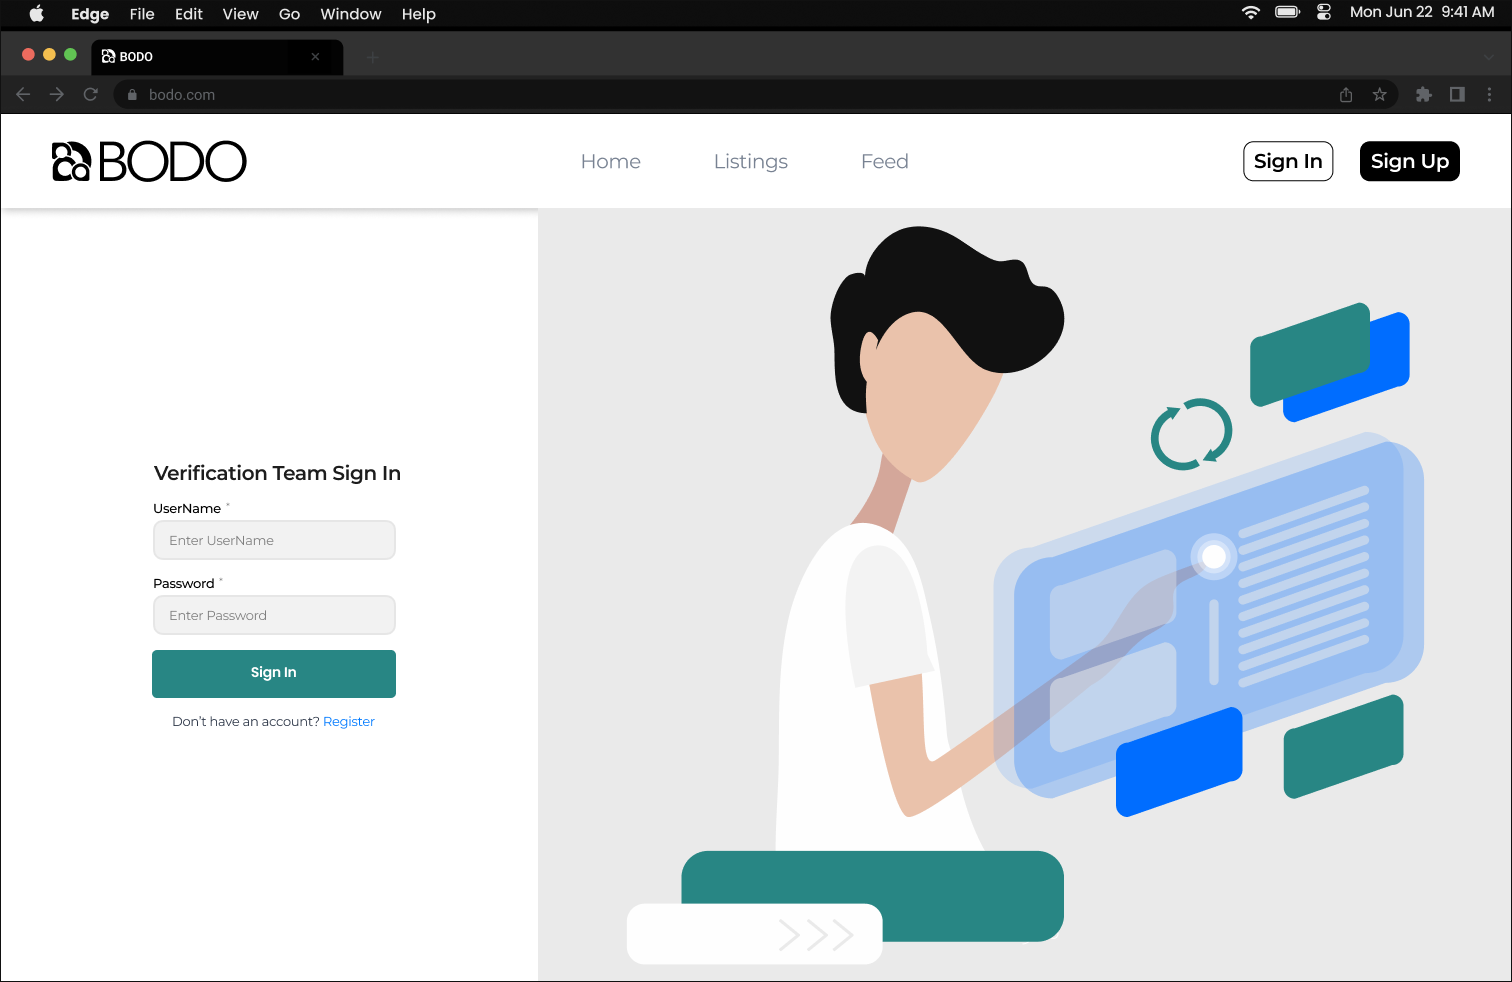 Edge File Edit View Go Window Help Mon Jun 22 9:41 AM
BODO
bodo.com
BODO Home Listings Feed Sign In Sign Up
Verification Team Sign In
UserName *
Enter UserName
Password *
Enter Password
Sign In
Don't have an account? Register